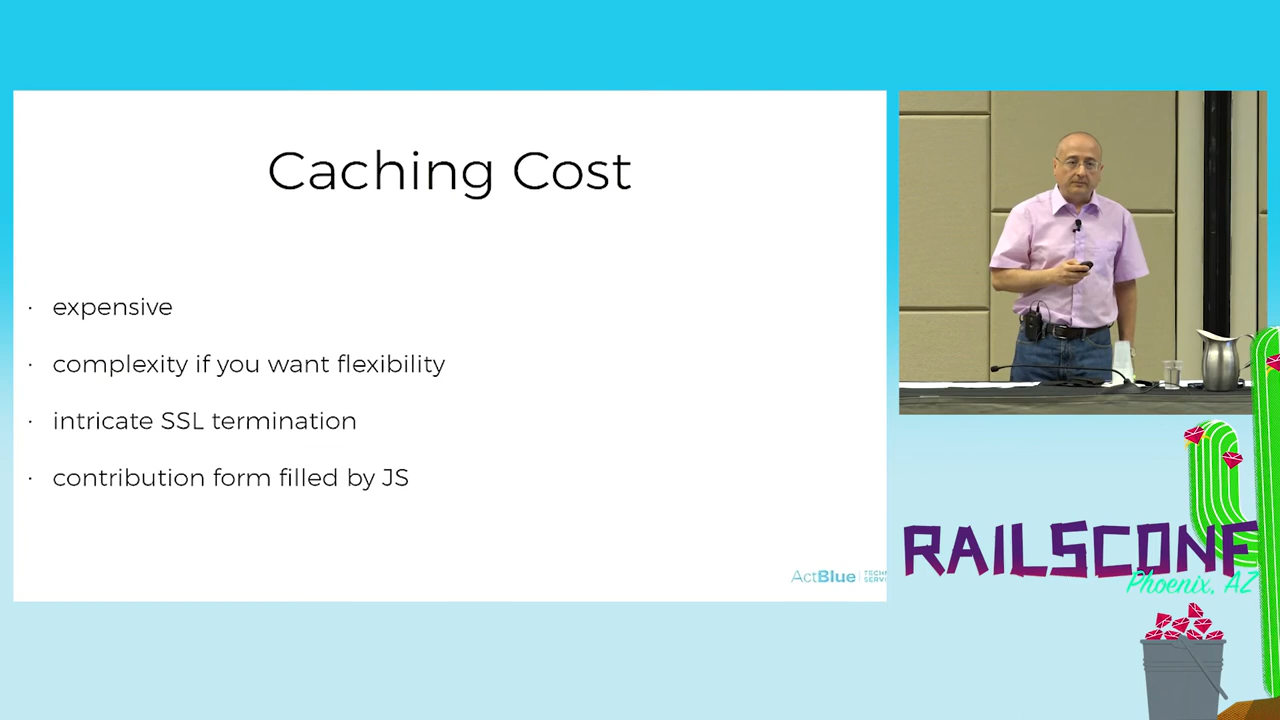 Caching Cost
· expensive
· complexity if you want flexibility
· intricate SSL termination
· contribution form filled by JS
ActBlue
RAILSCONF
Phoenix, AZ